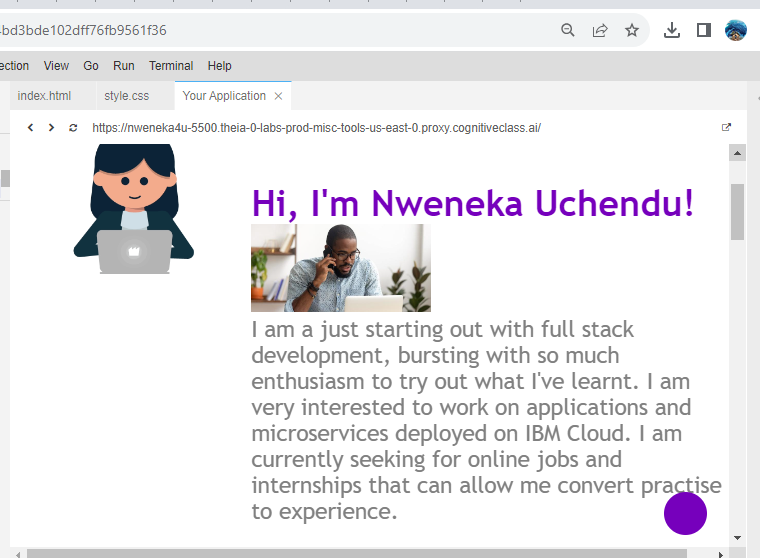 bd3bde102dff76fb9561f36
ection View Go Run Terminal Help
index.html style.css Your Application
https://nweneka4u-5500.theia-0-labs-prod-misc-tools-us-east-0.proxy.cognitiveclass.ai/
Hi, I'm Nweneka Uchendu!
I am a just starting out with full stack
development, bursting with so much
enthusiasm to try out what I've learnt. I am
very interested to work on applications and
microservices deployed on IBM Cloud. I am
currently seeking for online jobs and
internships that can allow me convert practise
to experience.